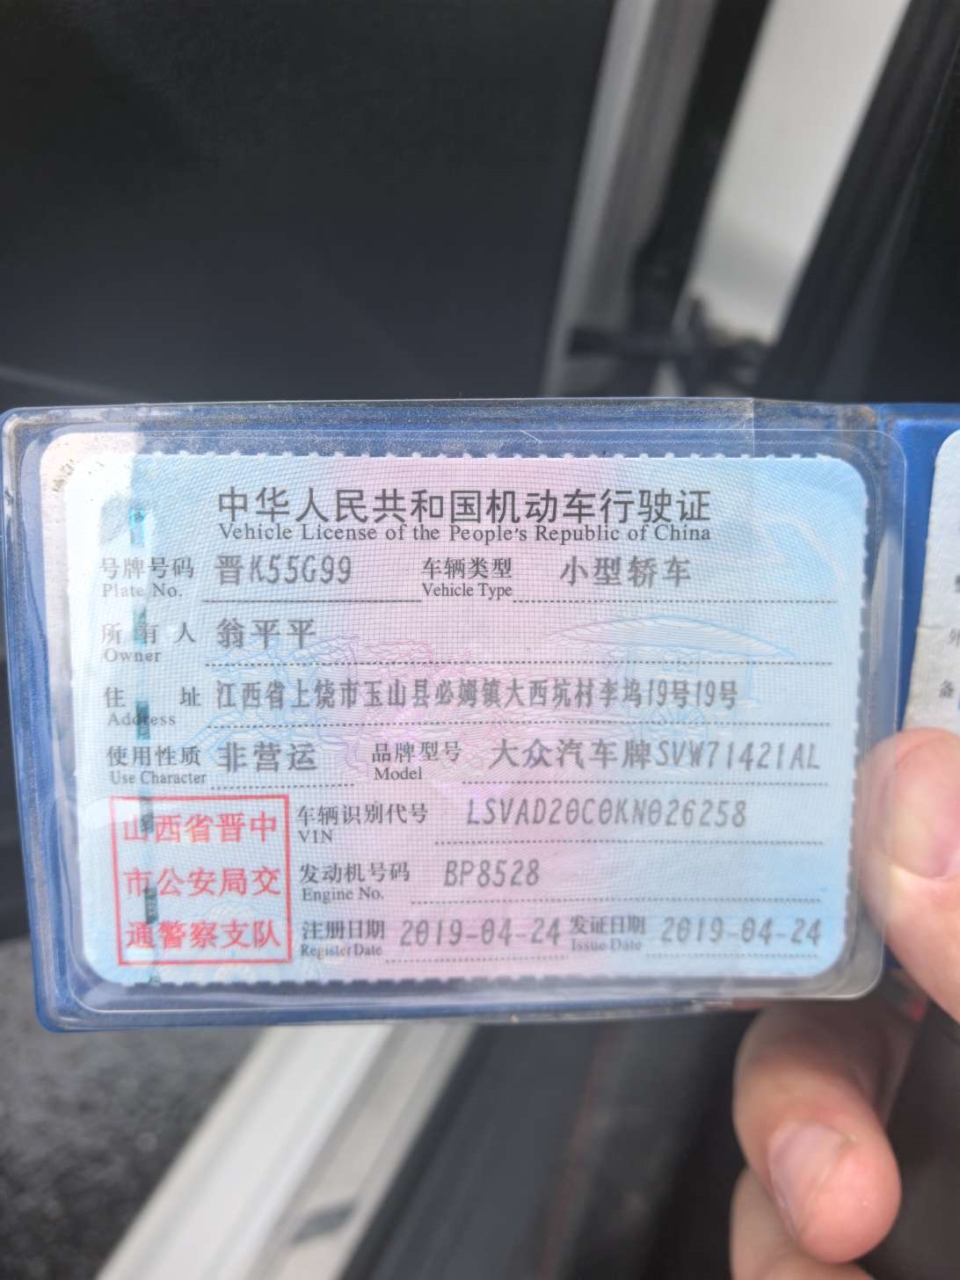 中华人民共和国机动车行驶证
Vehicle License of the People's Republic of China
号牌号码 晋K55G99 车辆类型 小型轿车
Plate No. Vehicle Type
所有人 翁平平
Owner
住址 江西省上饶市玉山县必姆镇大西坑村李坞19号19号
Address
使用性质 非营运 品牌型号 大众汽车牌SVW71421AL
Use Character Model
山西省晋中
市公安局交
通警察支队
车辆识别代号 LSVAD20C0KN026258
VIN
发动机号码 BP8528
Engine No.
注册日期 2019-04-24 发证日期 2019-04-24
Register Date Issue Date